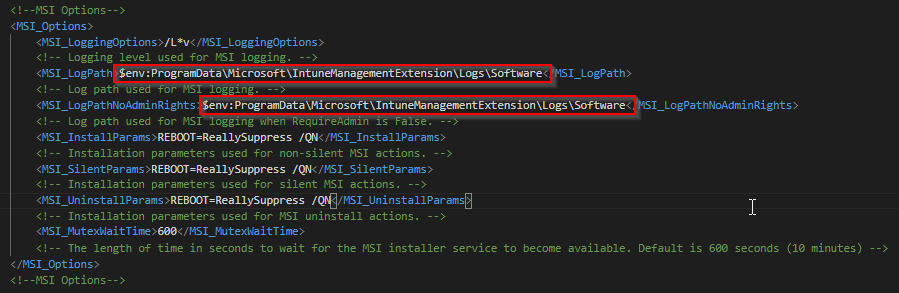 <!--MSI Options-->
<MSI_Options>
<MSI_LoggingOptions>/L*v</MSI_LoggingOptions>
<!-- Logging level used for MSI logging. -->
<MSI_LogPath>$env:ProgramData\Microsoft\IntuneManagementExtension\Logs\Software</MSI_LogPath>
<!-- Log path used for MSI logging. -->
<MSI_LogPathNoAdminRights>$env:ProgramData\Microsoft\IntuneManagementExtension\Logs\Software</MSI_LogPathNoAdminRights>
<!-- Log path used for MSI logging when RequireAdmin is False. -->
<MSI_InstallParams>REBOOT=ReallySuppress /QN</MSI_InstallParams>
<!-- Installation parameters used for non-silent MSI actions. -->
<MSI_SilentParams>REBOOT=ReallySuppress /QN</MSI_SilentParams>
<!-- Installation parameters used for silent MSI actions. -->
<MSI_UninstallParams>REBOOT=ReallySuppress /QN</MSI_UninstallParams>
<!-- Installation parameters used for MSI uninstall actions. -->
<MSI_MutexWaitTime>600</MSI_MutexWaitTime>
<!-- The length of time in seconds to wait for the MSI installer service to become available. Default is 600 seconds (10 minutes) -->
</MSI_Options>
<!--MSI Options-->